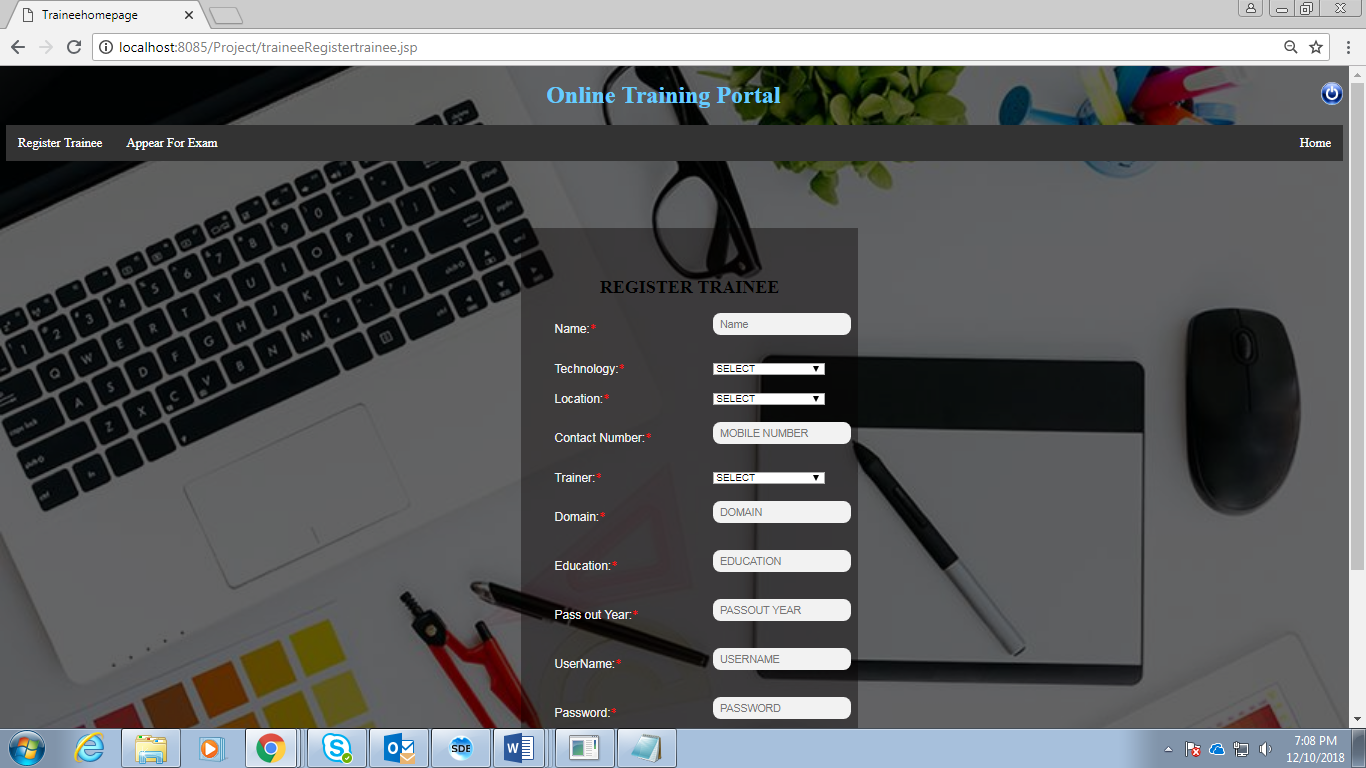 Traineehomepage
localhost:8085/Project/traineeRegistertrainee.jsp
Online Training Portal
Register Trainee Appear For Exam Home
REGISTER TRAINEE
Name:* Name
Technology:* SELECT
Location:* SELECT
Contact Number:* MOBILE NUMBER
Trainer:* SELECT
Domain:* DOMAIN
Education:* EDUCATION
Pass out Year:* PASSOUT YEAR
UserName:* USERNAME
Password:* PASSWORD
SDE
7:08 PM
12/10/2018